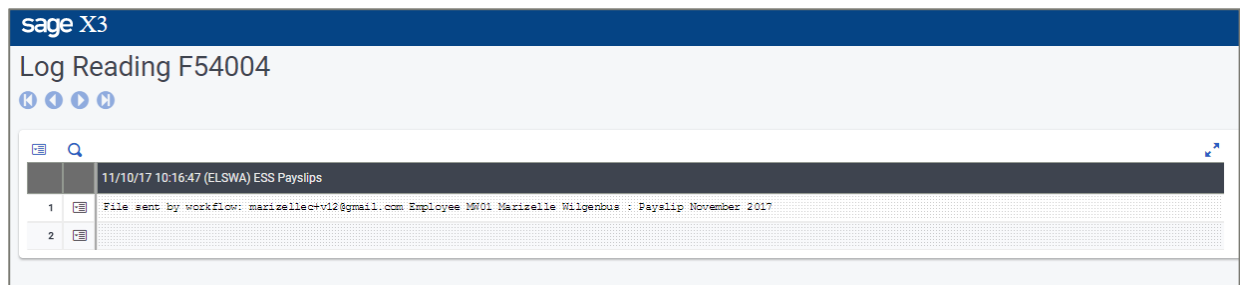 sage X3
Log Reading F54004
11/10/17 10:16:47 (ELSWA) ESS Payslips
1 File sent by workflow: marizellec+v12@gmail.com Employee MW01 Marizelle Wilgenbus : Payslip November 2017
2